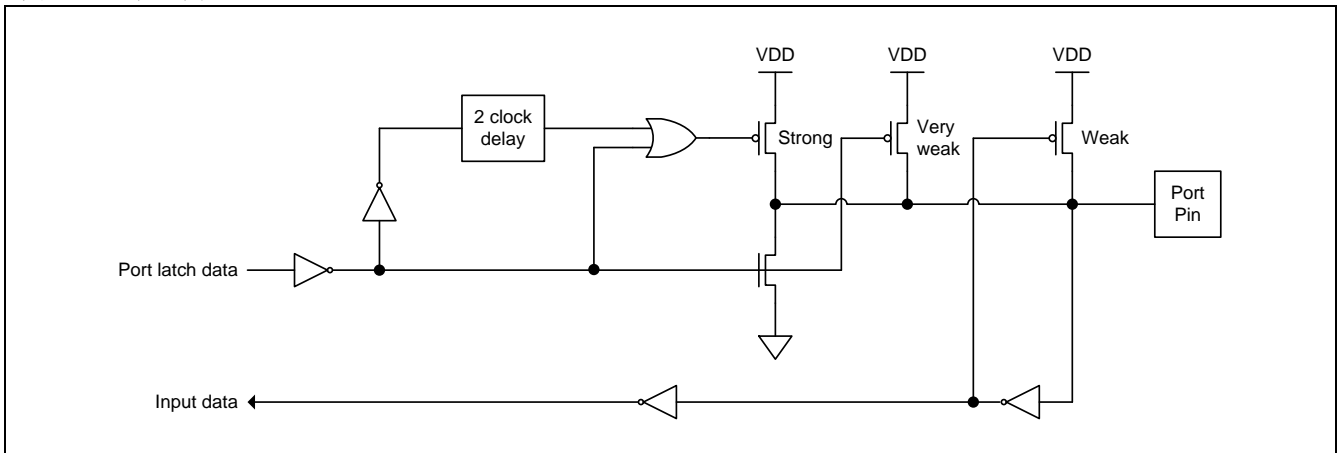 VDD
VDD
VDD
2 clock
delay
Strong
Very
weak
Weak
Port
Pin
Port latch data
Input data